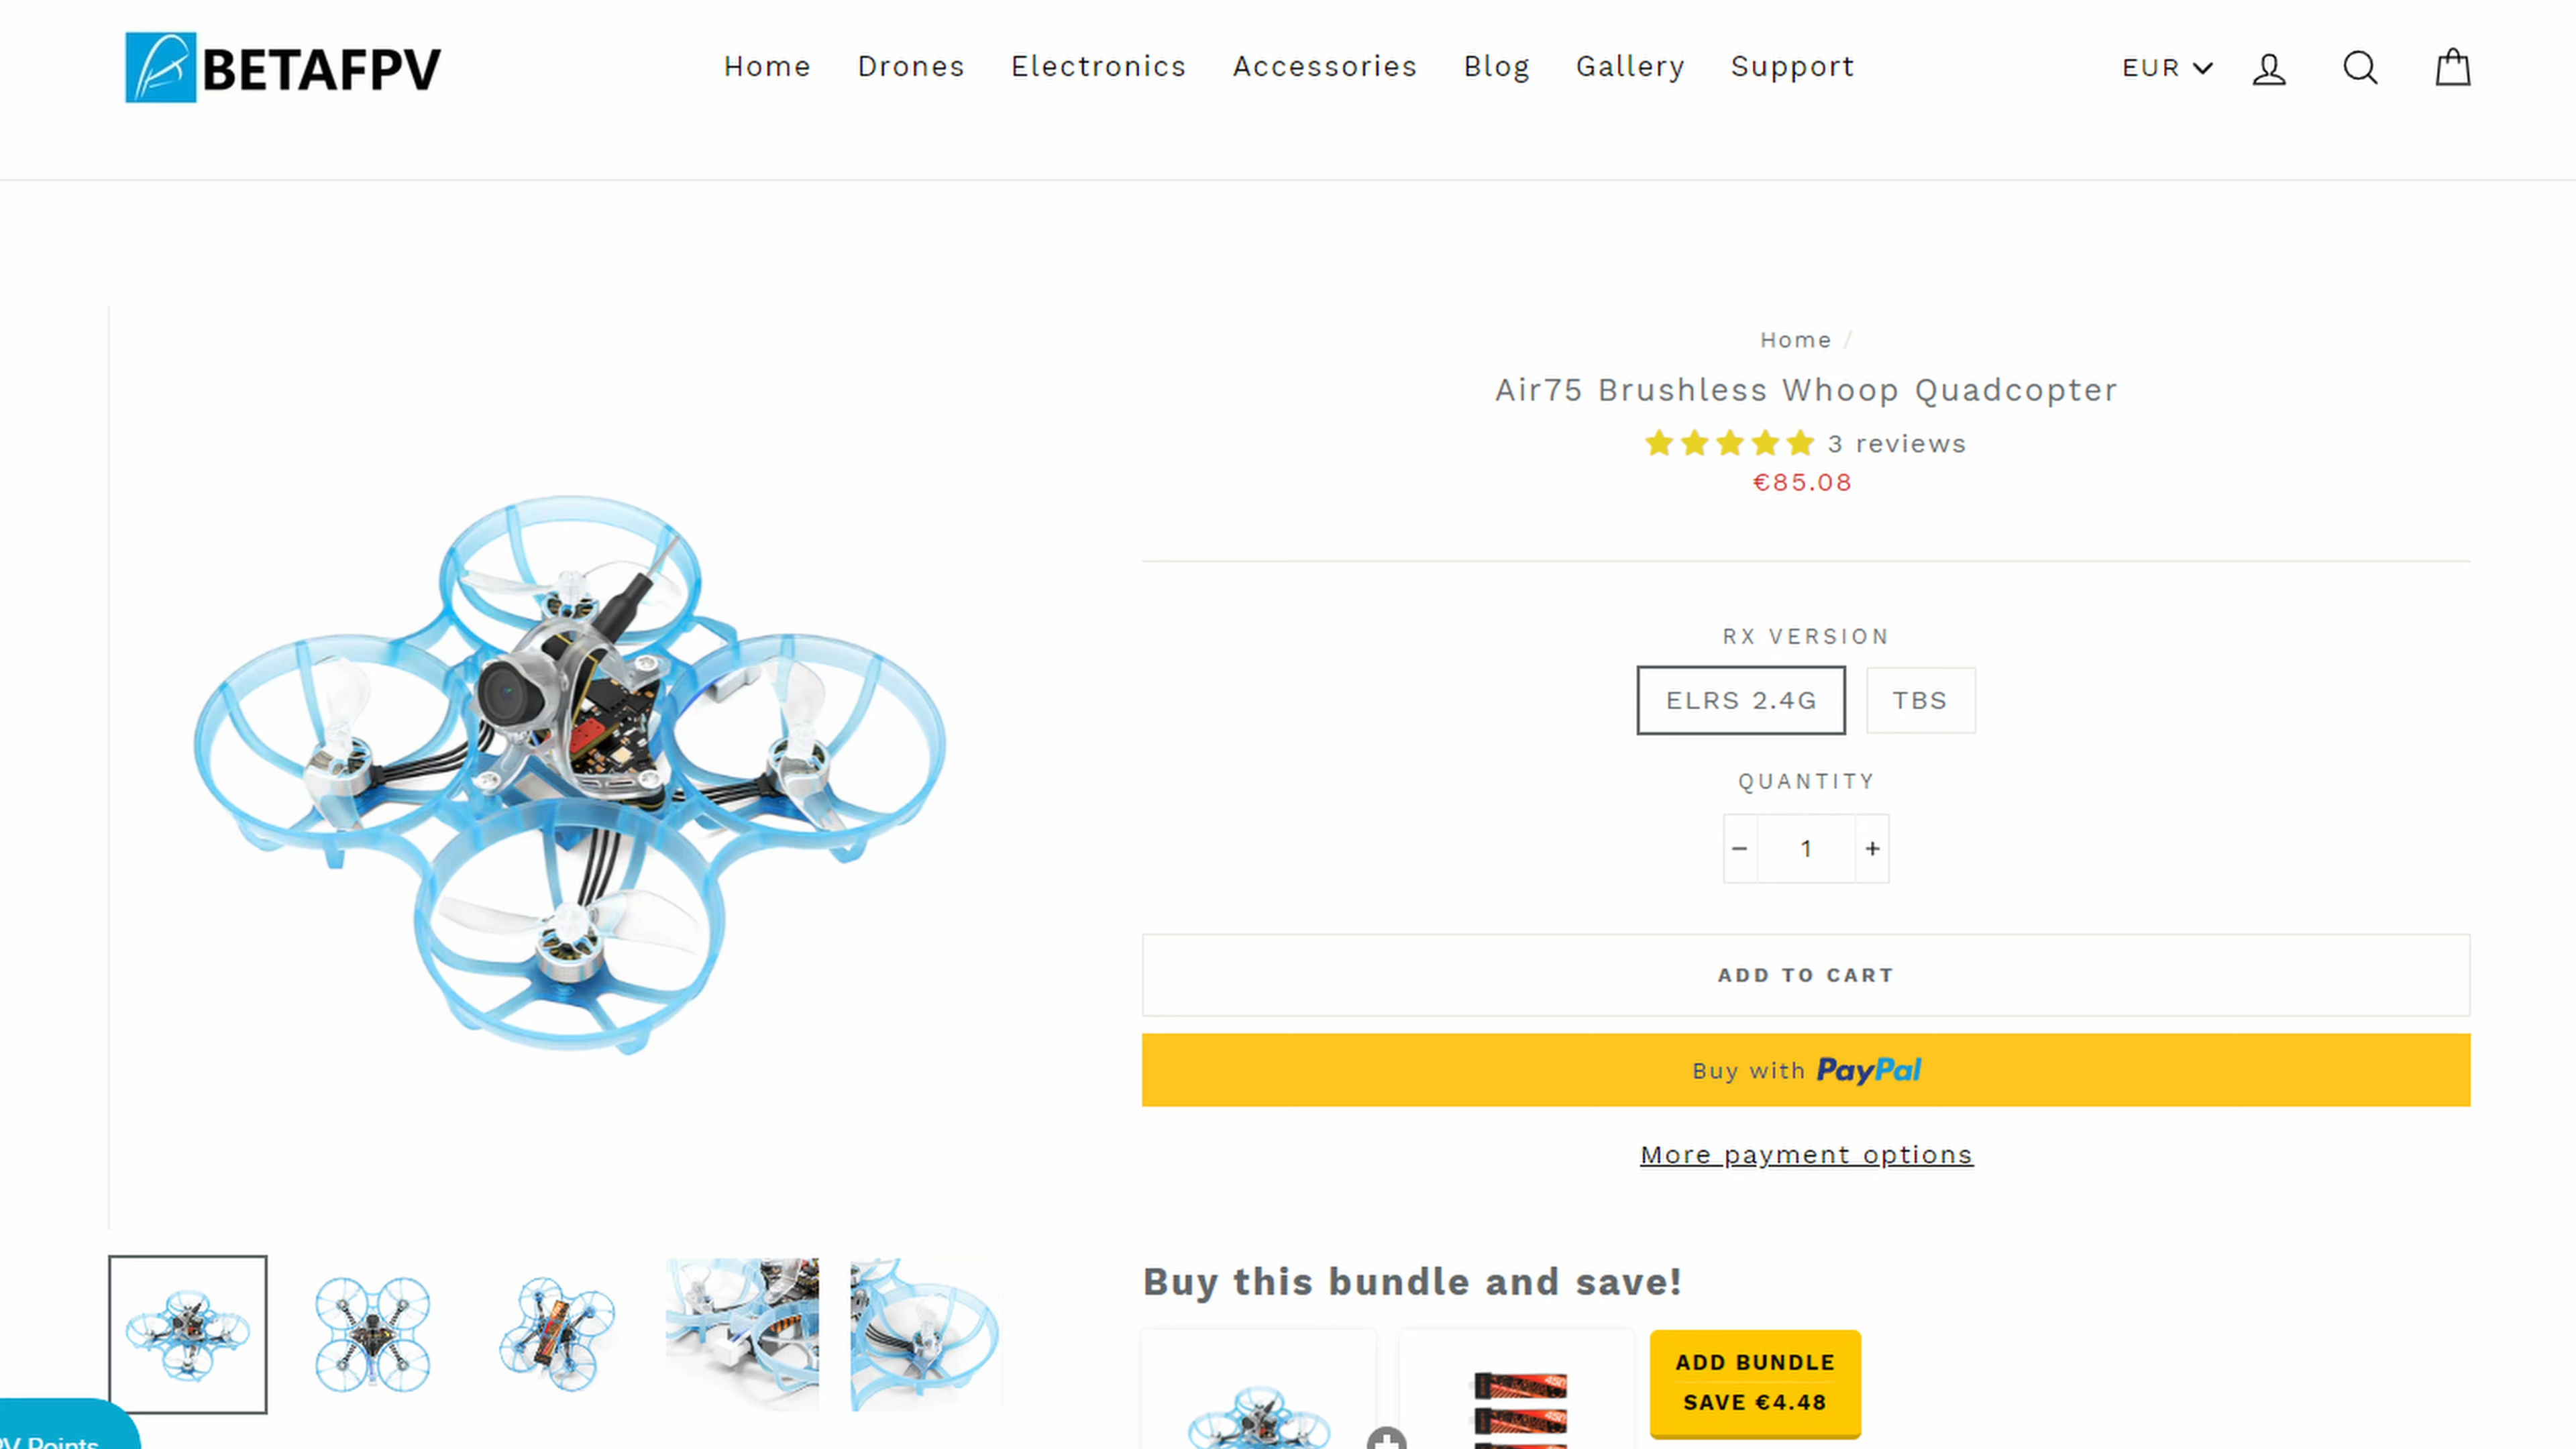 BETAFPV
Home Drones Electronics Accessories Blog Gallery Support
EUR
Home /
Air75 Brushless Whoop Quadcopter
3 reviews
€85.08
RX VERSION
ELRS 2.4G TBS
QUANTITY
− 1 +
ADD TO CART
Buy with PayPal
More payment options
Buy this bundle and save!
ADD BUNDLE
SAVE €4.48
V Points